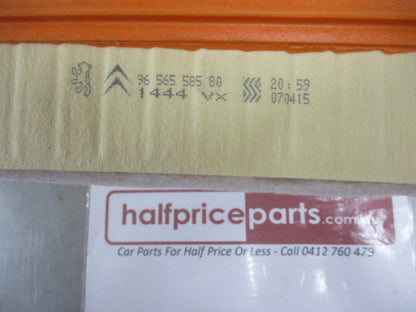 96 565 585 80
1444 VX
20:59
070415
halfpriceparts.com.au
Car Parts For Half Price Or Less - Call 0412 760 479